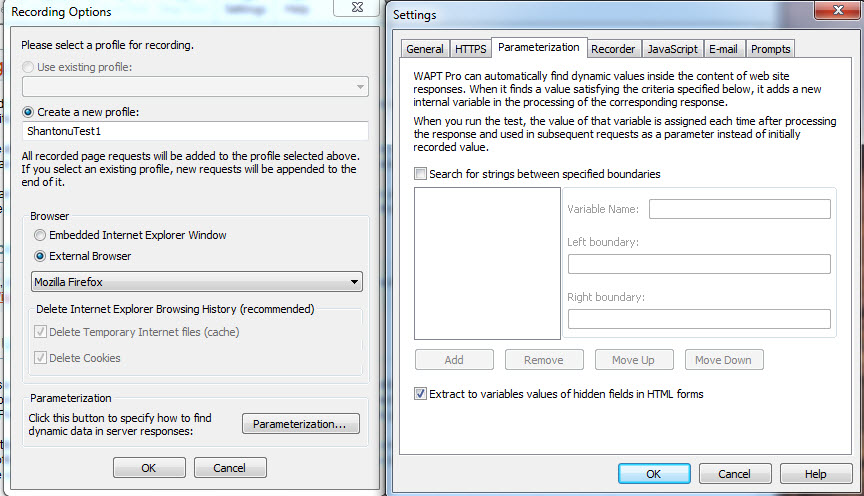 Recording Options
Please select a profile for recording.
Use existing profile:
Create a new profile:
ShantonuTest1
All recorded page requests will be added to the profile selected above.
If you select an existing profile, new requests will be appended to the
end of it.
Browser
Embedded Internet Explorer Window
External Browser
Mozilla Firefox
Delete Internet Explorer Browsing History (recommended)
Delete Temporary Internet files (cache)
Delete Cookies
Parameterization
Click this button to specify how to find
dynamic data in server responses:
Parameterization...
OK Cancel
Settings
General HTTPS Parameterization Recorder JavaScript E-mail Prompts
WAPT Pro can automatically find dynamic values inside the content of web site
responses. When it finds a value satisfying the criteria specified below, it adds a new
internal variable in the processing of the corresponding response.
When you run the test, the value of that variable is assigned each time after processing
the response and used in subsequent requests as a parameter instead of initially
recorded value.
Search for strings between specified boundaries
Variable Name:
Left boundary:
Right boundary:
Add Remove Move Up Move Down
Extract to variables values of hidden fields in HTML forms
OK Cancel Help